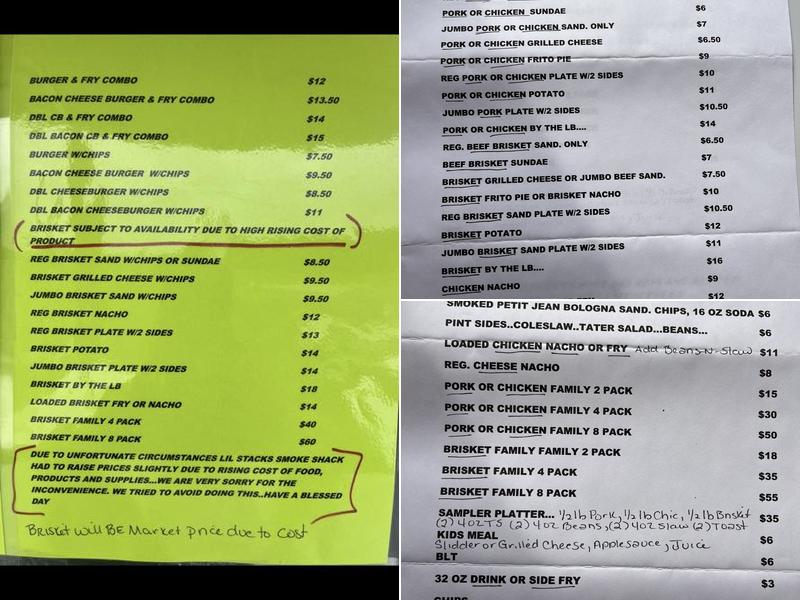 BURGER & FRY COMBO $12
BACON CHEESE BURGER & FRY COMBO $13.50
DBL CB & FRY COMBO $14
DBL BACON CB & FRY COMBO $15
BURGER W/CHIPS $7.50
BACON CHEESE BURGER W/CHIPS $9.50
DBL CHEESEBURGER W/CHIPS $8.50
DBL BACON CHEESEBURGER W/CHIPS $11
BRISKET SUBJECT TO AVAILABILITY DUE TO HIGH RISING COST OF
PRODUCT
REG BRISKET SAND W/CHIPS OR SUNDAE $8.50
BRISKET GRILLED CHEESE W/CHIPS $9.50
JUMBO BRISKET SAND W/CHIPS $9.50
REG BRISKET NACHO $12
REG BRISKET PLATE W/2 SIDES $13
BRISKET POTATO $14
JUMBO BRISKET PLATE W/2 SIDES $14
BRISKET BY THE LB $18
LOADED BRISKET FRY OR NACHO $14
BRISKET FAMILY 4 PACK $40
BRISKET FAMILY 8 PACK $60
DUE TO UNFORTUNATE CIRCUMSTANCES LIL STACKS SMOKE SHACK
HAD TO RAISE PRICES SLIGHTLY DUE TO RISING COST OF FOOD,
PRODUCTS AND SUPPLIES...WE ARE VERY SORRY FOR THE
INCONVENIENCE. WE TRIED TO AVOID DOING THIS..HAVE A BLESSED
DAY
Brisket will BE Market price due to Cost
PORK OR CHICKEN SUNDAE $6
JUMBO PORK OR CHICKEN SAND. ONLY $7
PORK OR CHICKEN GRILLED CHEESE $6.50
PORK OR CHICKEN FRITO PIE $9
REG PORK OR CHICKEN PLATE W/2 SIDES $10
PORK OR CHICKEN POTATO $11
JUMBO PORK PLATE W/2 SIDES $10.50
PORK OR CHICKEN BY THE LB.... $14
REG. BEEF BRISKET SAND. ONLY $6.50
BEEF BRISKET SUNDAE $7
BRISKET GRILLED CHEESE OR JUMBO BEEF SAND. $7.50
BRISKET FRITO PIE OR BRISKET NACHO $10
REG BRISKET SAND PLATE W/2 SIDES $10.50
BRISKET POTATO $12
JUMBO BRISKET SAND PLATE W/2 SIDES $11
BRISKET BY THE LB.... $16
CHICKEN NACHO $9
$12
SMOKED PETIT JEAN BOLOGNA SAND. CHIPS, 16 OZ SODA $6
PINT SIDES..COLESLAW..TATER SALAD...BEANS... $6
LOADED CHICKEN NACHO OR FRY Add Beans-N-Slaw $11
REG. CHEESE NACHO $8
PORK OR CHICKEN FAMILY 2 PACK $15
PORK OR CHICKEN FAMILY 4 PACK $30
PORK OR CHICKEN FAMILY 8 PACK $50
BRISKET FAMILY FAMILY 2 PACK $18
BRISKET FAMILY 4 PACK $35
BRISKET FAMILY 8 PACK $55
SAMPLER PLATTER... 1/2 lb Pork, 1/2 lb Chic, 1/2 lb Brisket $35
(2) 4oz TS (2) 4oz Beans, (2) 4oz Slaw (2) Toast
KIDS MEAL $6
Slidder or Grilled Cheese, Applesauce, Juice
BLT $6
32 OZ DRINK OR SIDE FRY $3
CHIPS